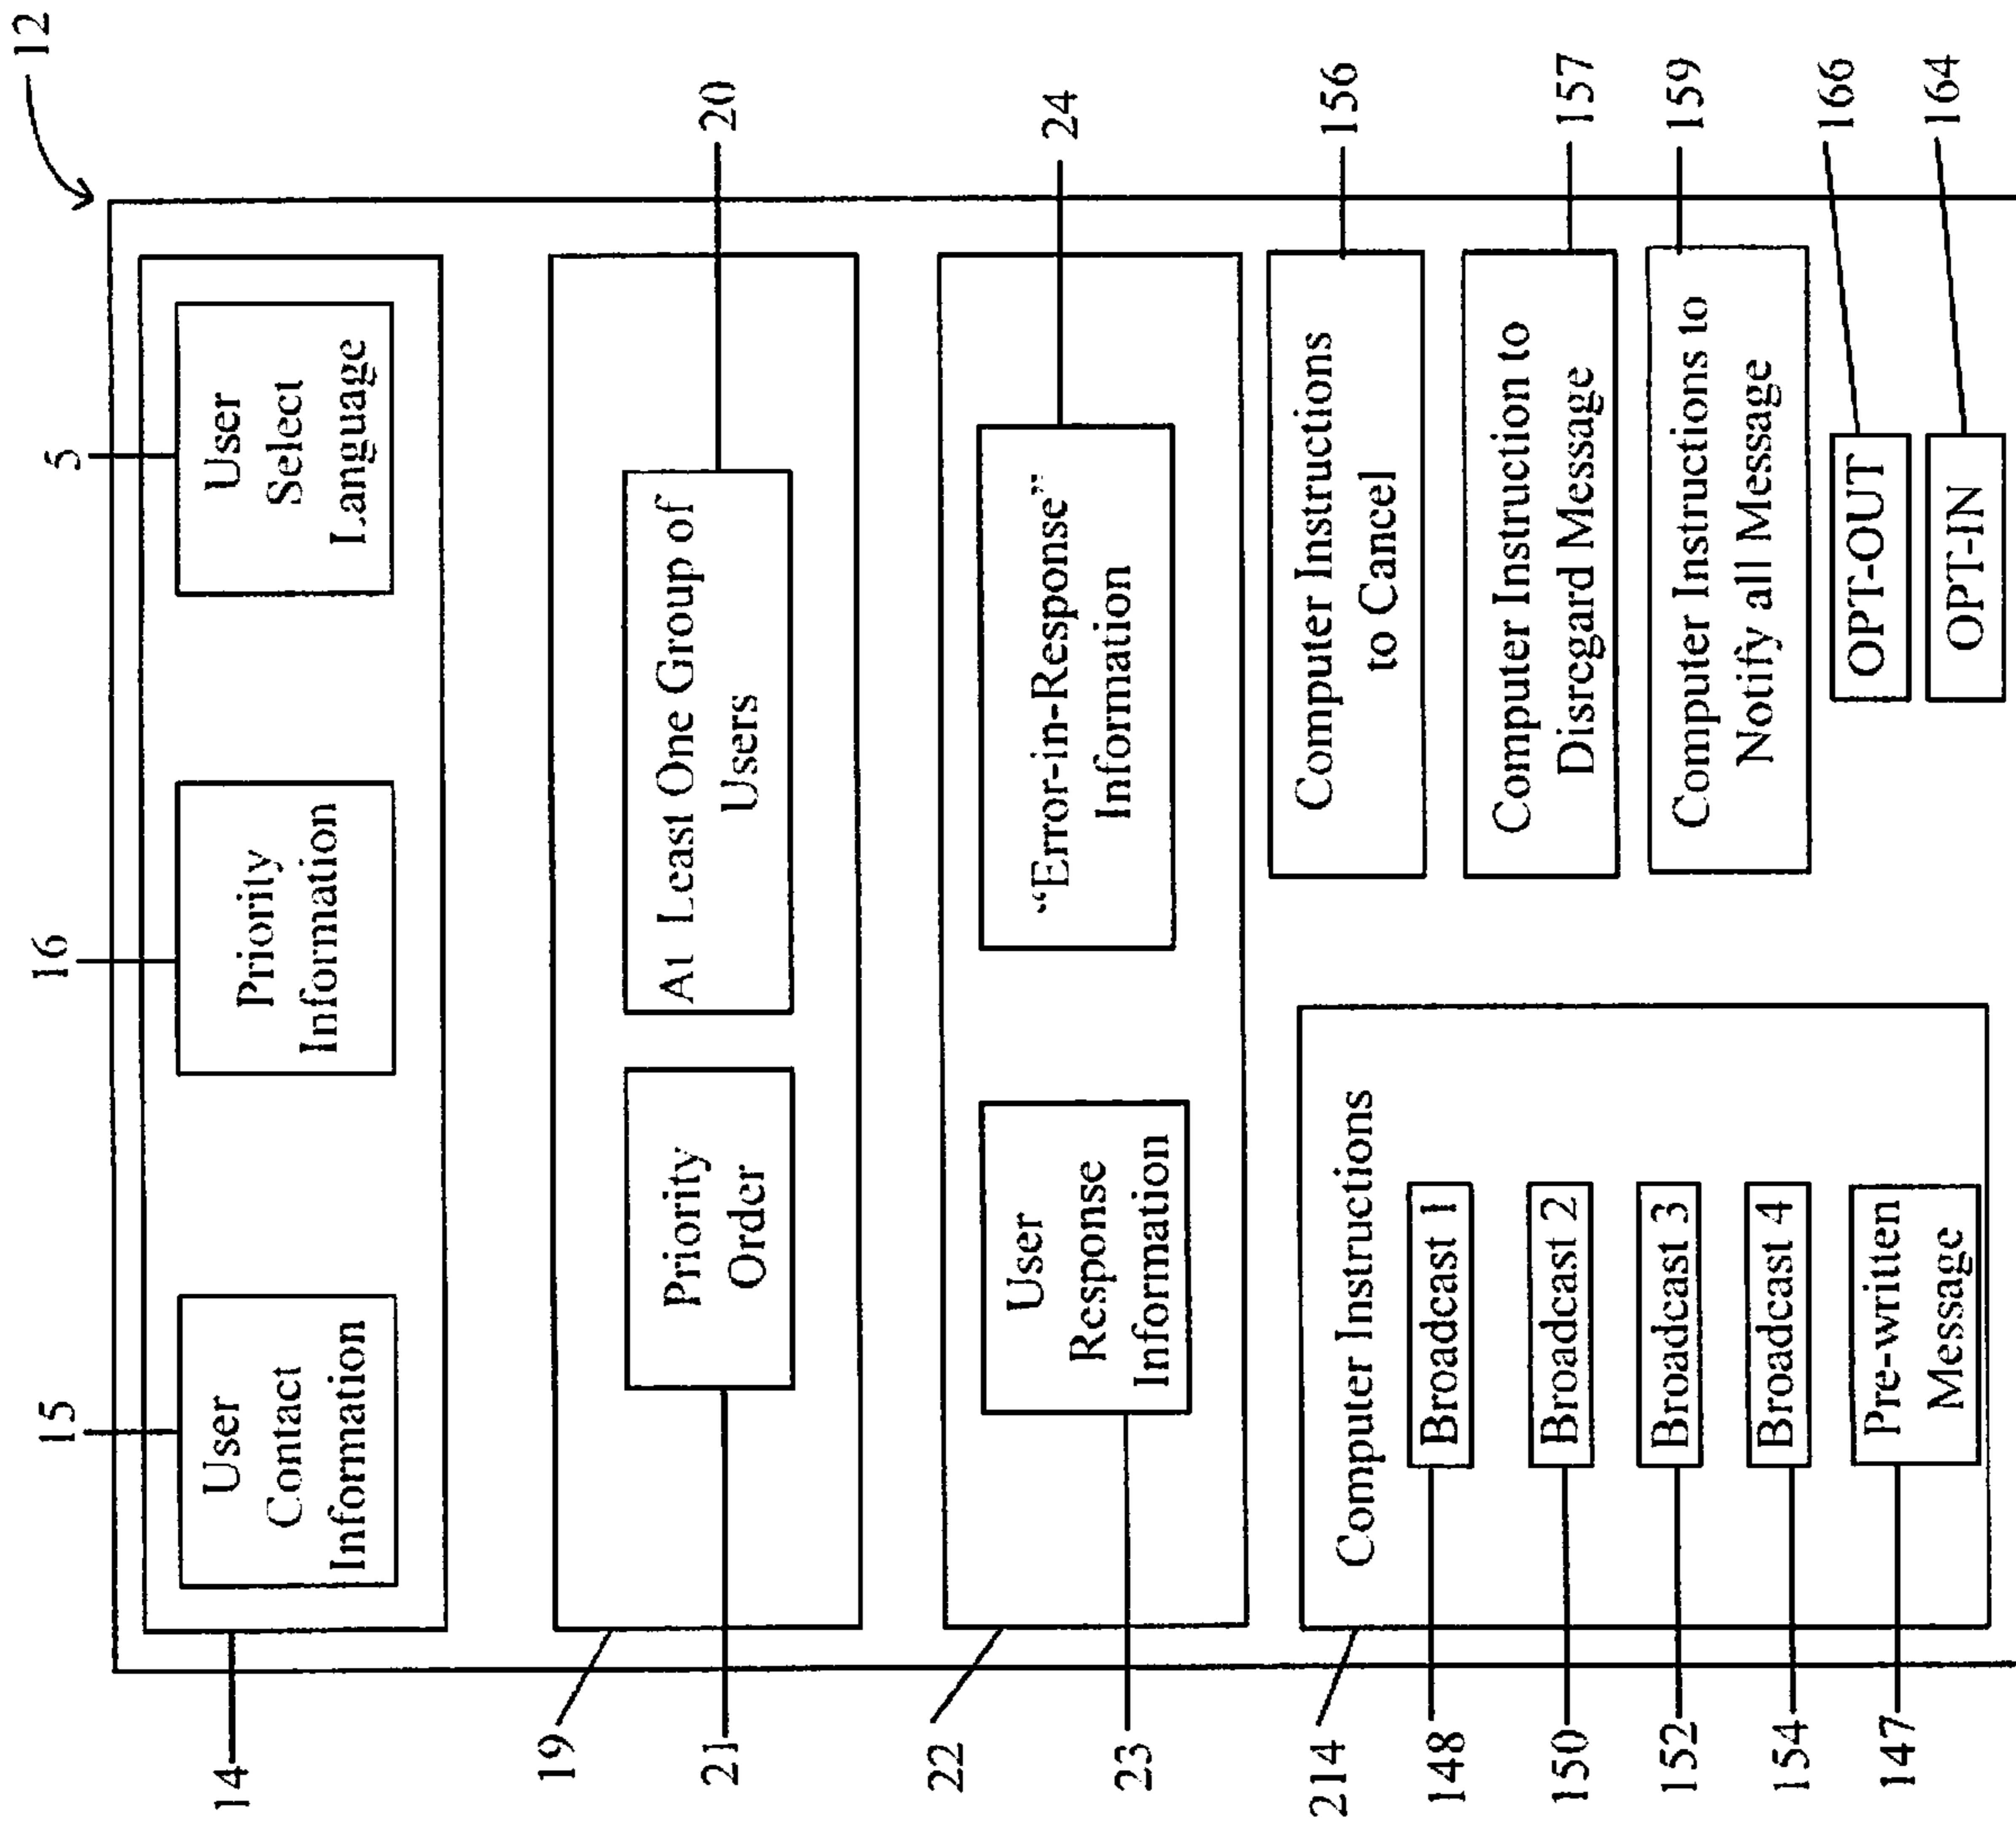 12
15
16
5
User
Contact
Information
Priority
Information
User
Select
Language
14
19
21
Priority
Order
At Least One Group of
Users
20
22
23
User
Response
Information
“Error-in-Response”
Information
24
214
Computer Instructions
148
Broadcast 1
150
Broadcast 2
152
Broadcast 3
154
Broadcast 4
147
Pre-writen
Message
Computer Instructions
to Cancel
156
Computer Instruction to
Disregard Message
157
Computer Instructions to
Notify all Message
159
OPT-OUT
166
OPT-IN
164